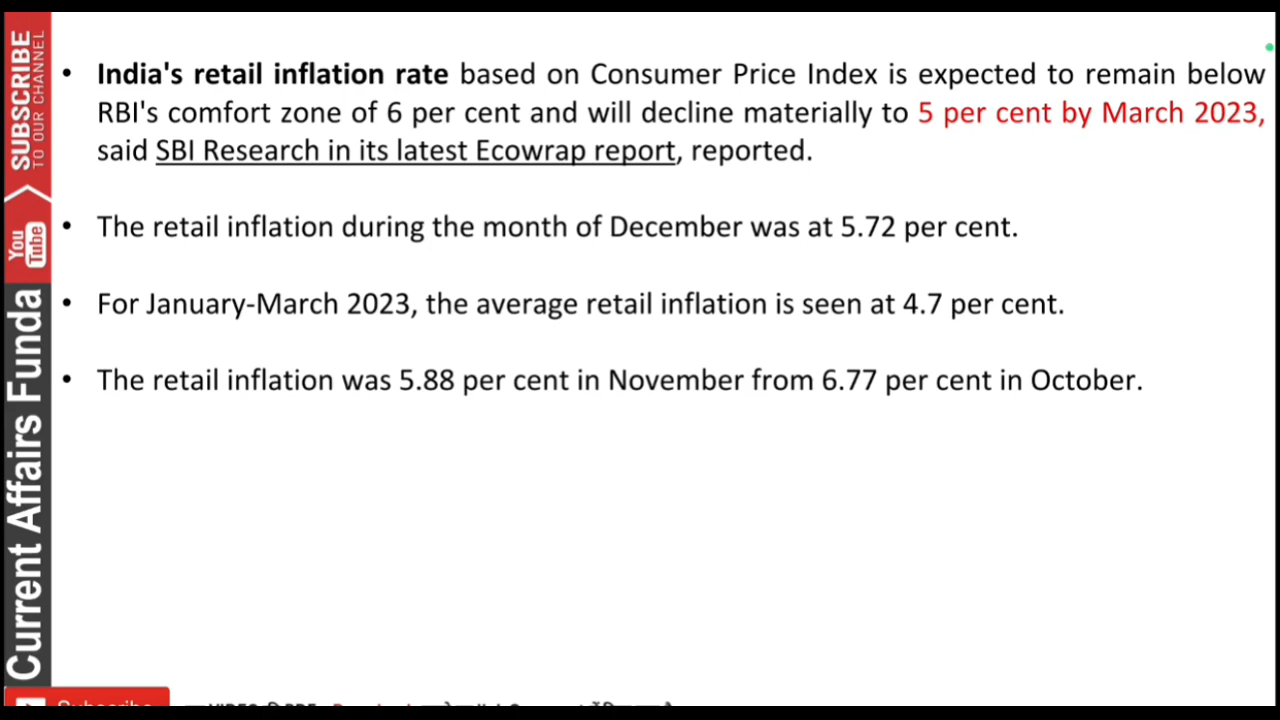 India's retail inflation rate based on Consumer Price Index is expected to remain below
RBI's comfort zone of 6 per cent and will decline materially to 5 per cent by March 2023,
said SBI Research in its latest Ecowrap report, reported.
The retail inflation during the month of December was at 5.72 per cent.
For January-March 2023, the average retail inflation is seen at 4.7 per cent.
The retail inflation was 5.88 per cent in November from 6.77 per cent in October.
SUBSCRIBE
TO OUR CHANNEL
You
Tube
Current Affairs Funda
Subscribe